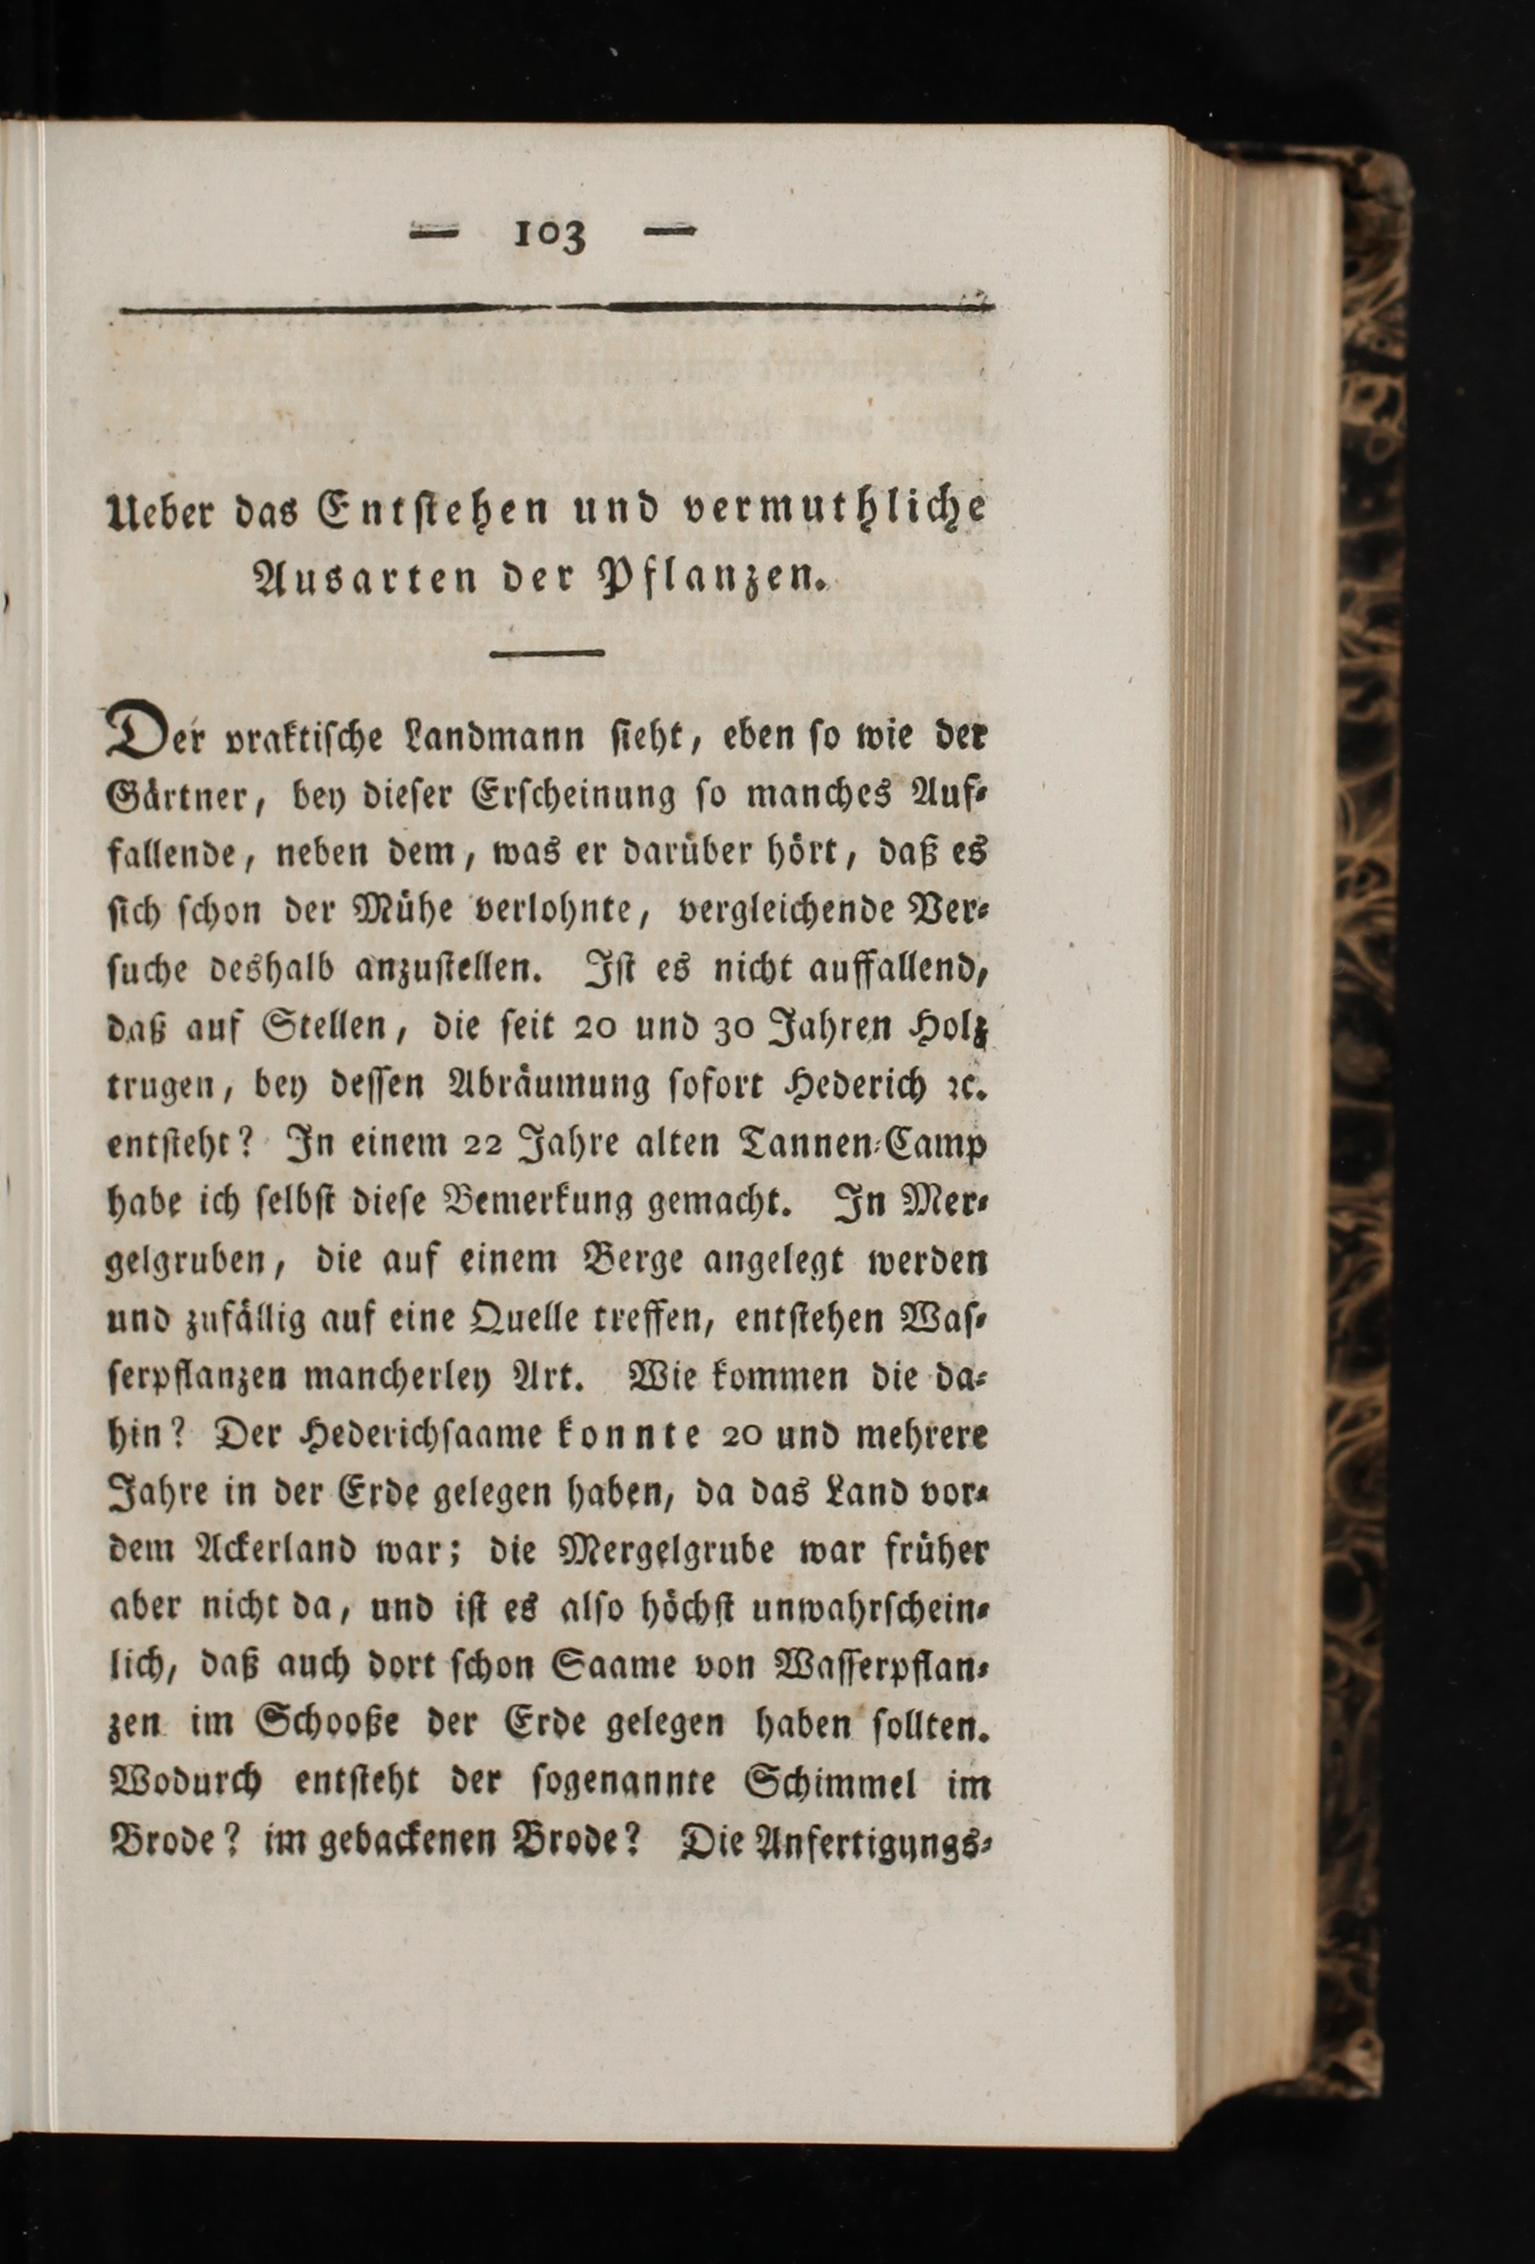 — 103 —
Ueber das Entstehen und vermuthliche
Ausarten der Pflanzen.
Der praktische Landmann sieht, eben so wie der
Gärtner, bey dieser Erscheinung so manches Auf-
fallende, neben dem, was er darüber hört, daß es
sich schon der Mühe verlohnte, vergleichende Ver-
suche deshalb anzustellen. Ist es nicht auffallend,
daß auf Stellen, die seit 20 und 30 Jahren Holz
trugen, bey dessen Abräumung sofort Hederich ꝛc.
entsteht? In einem 22 Jahre alten Tannen-Camp
habe ich selbst diese Bemerkung gemacht. In Mer-
gelgruben, die auf einem Berge angelegt werden
und zufällig auf eine Quelle treffen, entstehen Was-
serpflanzen mancherley Art. Wie kommen die da-
hin? Der Hederichsaame konnte 20 und mehrere
Jahre in der Erde gelegen haben, da das Land vor-
dem Ackerland war; die Mergelgrube war früher
aber nicht da, und ist es also höchst unwahrschein-
lich, daß auch dort schon Saame von Wasserpflan-
zen im Schooße der Erde gelegen haben sollten.
Wodurch entsteht der sogenannte Schimmel im
Brode? im gebackenen Brode? Die Anfertigungs-